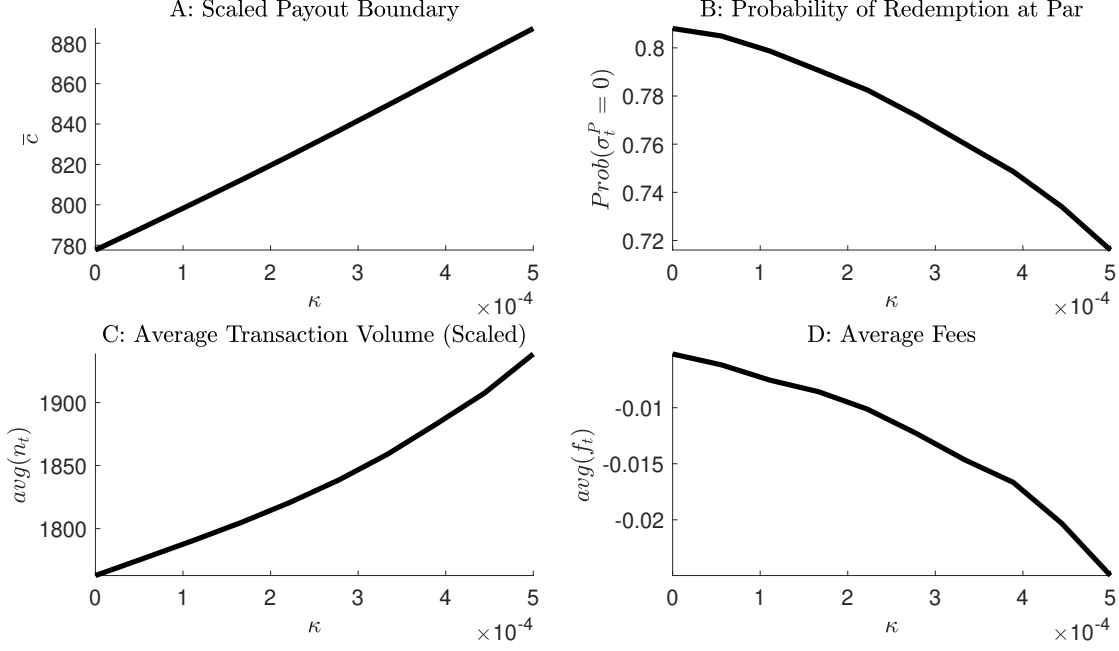 A: Scaled Payout Boundary
880
860
840
820
800
780
c̅
0 1 2 3 4 5
κ
×10⁻⁴
B: Probability of Redemption at Par
0.8
0.78
0.76
0.74
0.72
Prob(σₜᴾ = 0)
0 1 2 3 4 5
κ
×10⁻⁴
C: Average Transaction Volume (Scaled)
1900
1850
1800
avg(nₜ)
0 1 2 3 4 5
κ
×10⁻⁴
D: Average Fees
-0.01
-0.015
-0.02
avg(fₜ)
0 1 2 3 4 5
κ
×10⁻⁴